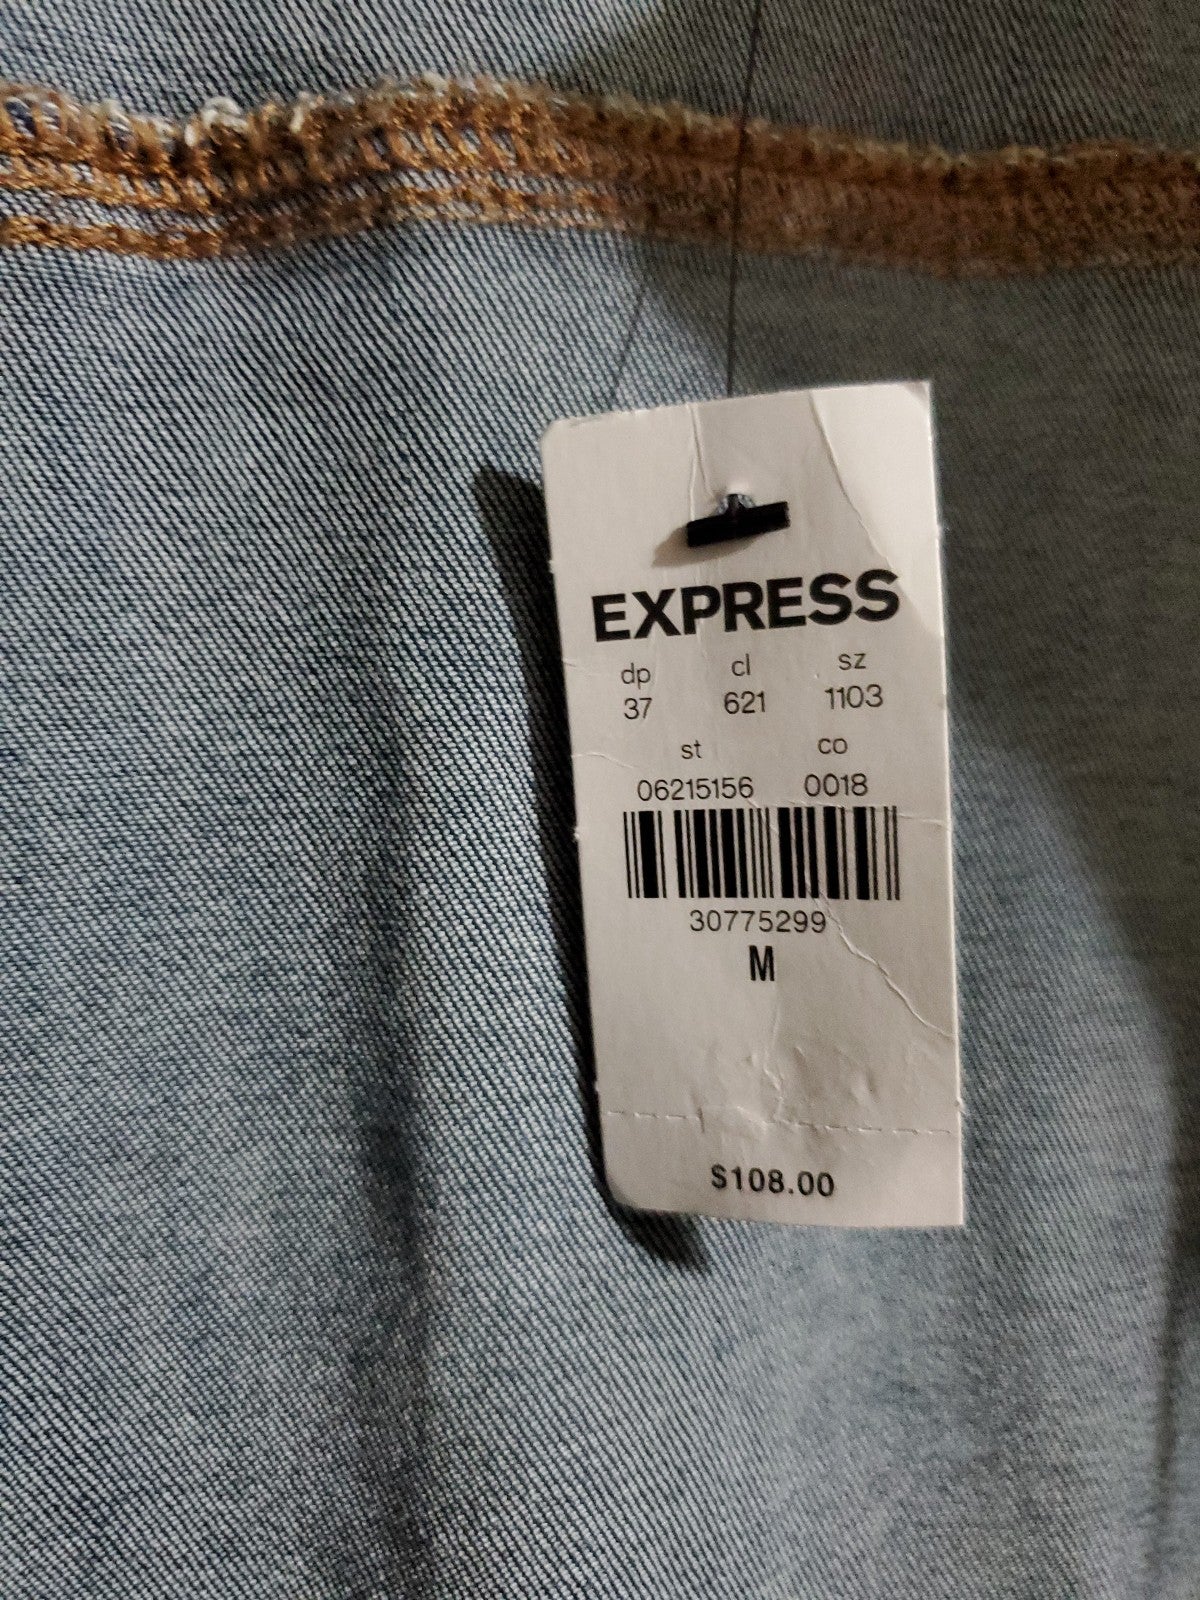 EXPRESS
dp cl sz
37 621 1103
st co
06215156 0018
30775299
M
$108.00